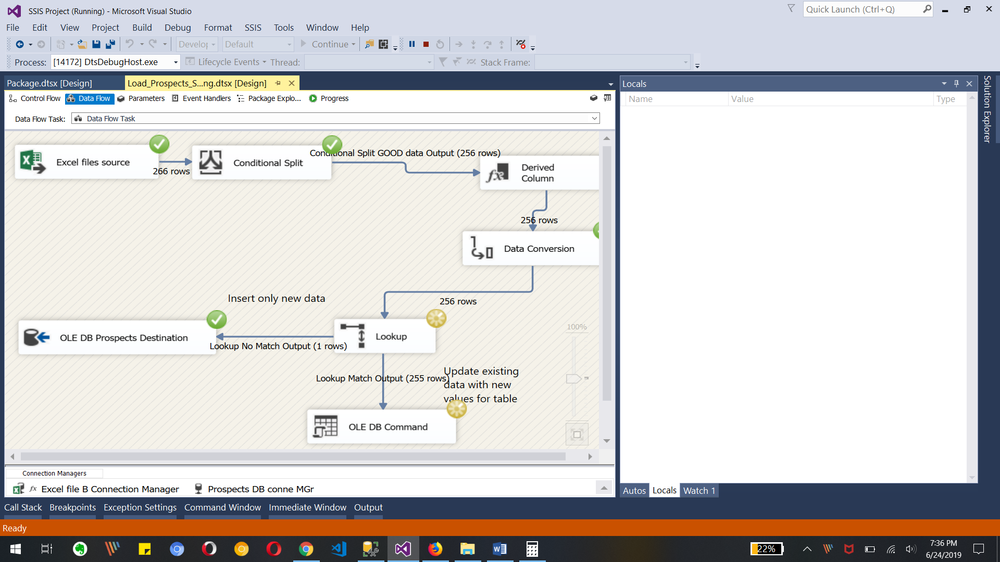 SSIS Project (Running) - Microsoft Visual Studio
Quick Launch (Ctrl+Q)
File Edit View Project Build Debug Format SSIS Tools Window Help
Develop Default Continue
Process: [14172] DtsDebugHost.exe Lifecycle Events Thread: Stack Frame:
Package.dtsx [Design] Load_Prospects_S...ng.dtsx [Design]
Control Flow Data Flow Parameters Event Handlers Package Explo... Progress
Data Flow Task: Data Flow Task
Excel files source
266 rows
Conditional Split
Conditional Split GOOD data Output (256 rows)
Derived
Column
256 rows
Data Conversion
256 rows
Insert only new data
OLE DB Prospects Destination
Lookup No Match Output (1 rows)
Lookup
Lookup Match Output (255 rows)
Update existing
data with new
values for table
OLE DB Command
100%
Connection Managers
fx Excel file B Connection Manager Prospects DB conne MGr
Locals
Name Value Type
Solution Explorer
Autos Locals Watch 1
Call Stack Breakpoints Exception Settings Command Window Immediate Window Output
Ready
22%
7:36 PM
6/24/2019